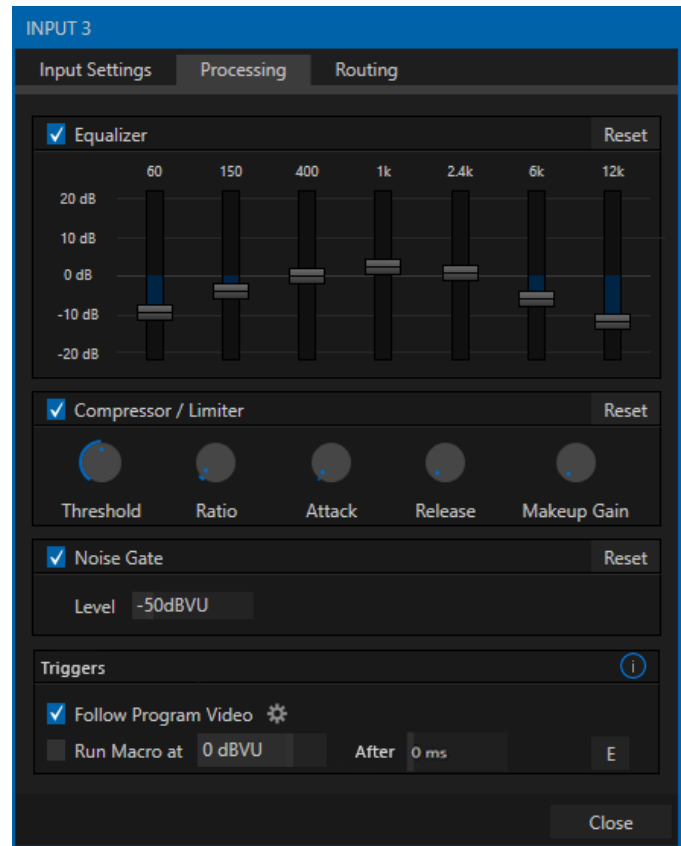 INPUT 3
Input Settings Processing Routing
Equalizer Reset
60 150 400 1k 2.4k 6k 12k
20 dB
10 dB
0 dB
-10 dB
-20 dB
Compressor / Limiter Reset
Threshold Ratio Attack Release Makeup Gain
Noise Gate Reset
Level -50dBVU
Triggers i
Follow Program Video
Run Macro at 0 dBVU After 0 ms E
Close